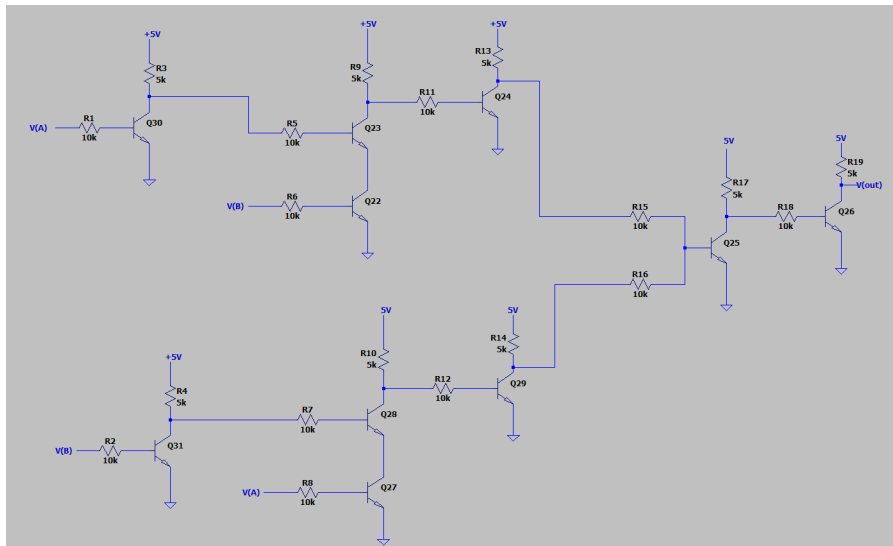 +5V
R3
5k
R1
V(A)
10k
Q30
+5V
R9
5k
R5
10k
Q23
R6
V(B)
10k
Q22
R11
10k
+5V
R13
5k
Q24
R15
10k
R16
10k
5V
R17
5k
Q25
R18
10k
5V
R19
5k
V(out)
Q26
+5V
R4
5k
R2
V(B)
10k
Q31
5V
R10
5k
R7
10k
Q28
R8
V(A)
10k
Q27
R12
10k
5V
R14
5k
Q29